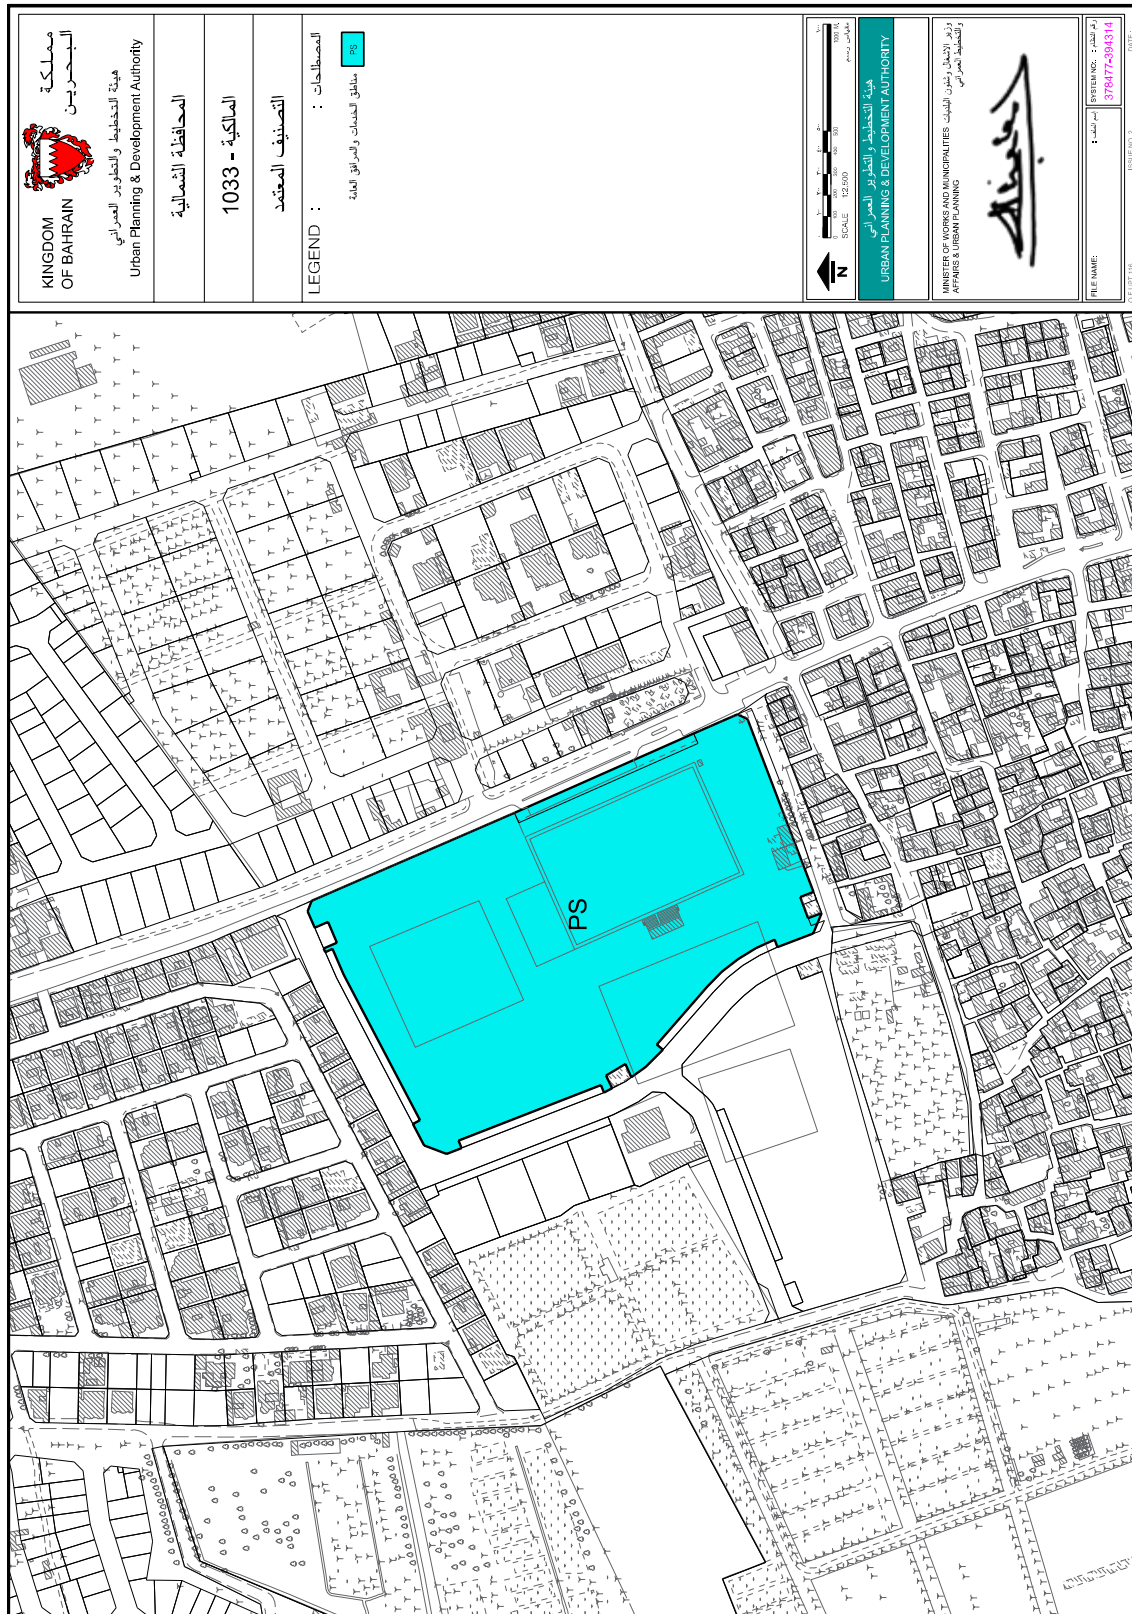 مملكة
البحرين
KINGDOM
OF BAHRAIN
هيئة التخطيط والتطوير العمراني
Urban Planning & Development Authority
المحافظة الشمالية
المالكية - 1033
التصنيف المعتمد
LEGEND : المصطلحات :
PS مناطق الخدمات والمرافق العامة
SCALE 1:2,500
مقياس رسم
N
هيئة التخطيط والتطوير العمراني
URBAN PLANNING & DEVELOPMENT AUTHORITY
وزير الأشغال وشئون البلديات والتخطيط العمراني
MINISTER OF WORKS AND MUNICIPALITIES
AFFAIRS & URBAN PLANNING
FILE NAME:
SYSTEM NO. :
378477-394314
PS